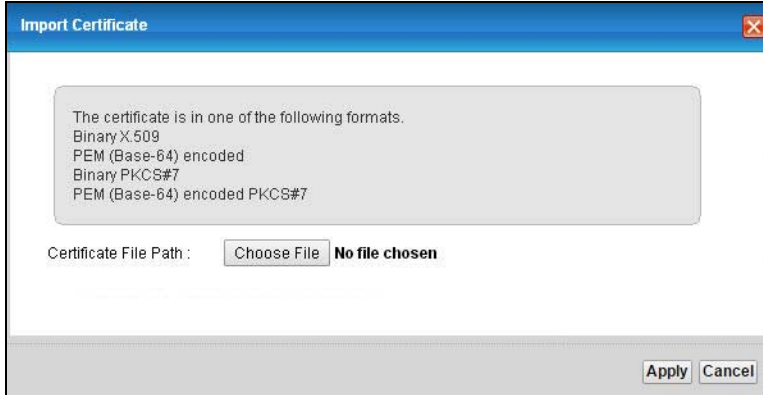 Import Certificate
The certificate is in one of the following formats.
Binary X.509
PEM (Base-64) encoded
Binary PKCS#7
PEM (Base-64) encoded PKCS#7
Certificate File Path : Choose File No file chosen
Apply Cancel